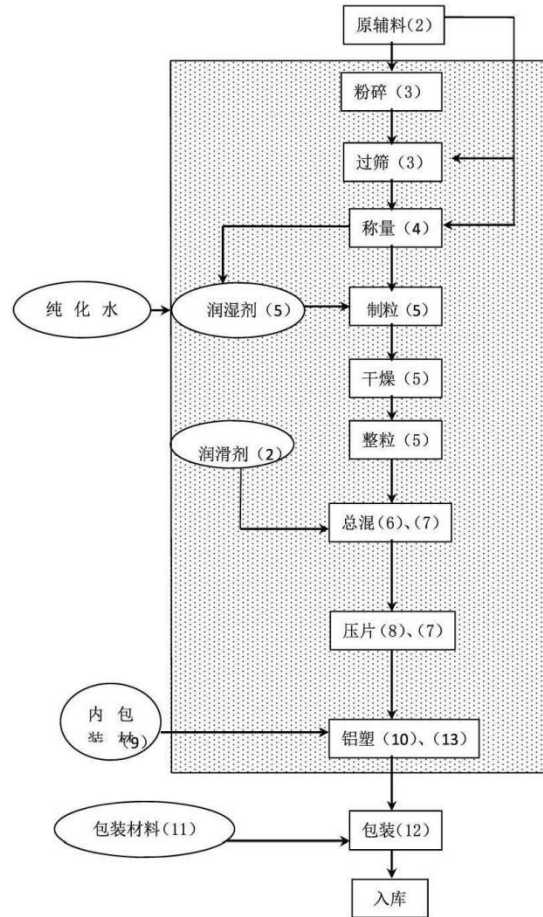 原辅料(2)
粉碎(3)
过筛(3)
称量(4)
纯 化 水
润湿剂(5)
制粒(5)
干燥(5)
整粒(5)
润滑剂(2)
总混(6)、(7)
压片(8)、(7)
内 包
装材(9)
铝塑(10)、(13)
包装材料(11)
包装(12)
入库